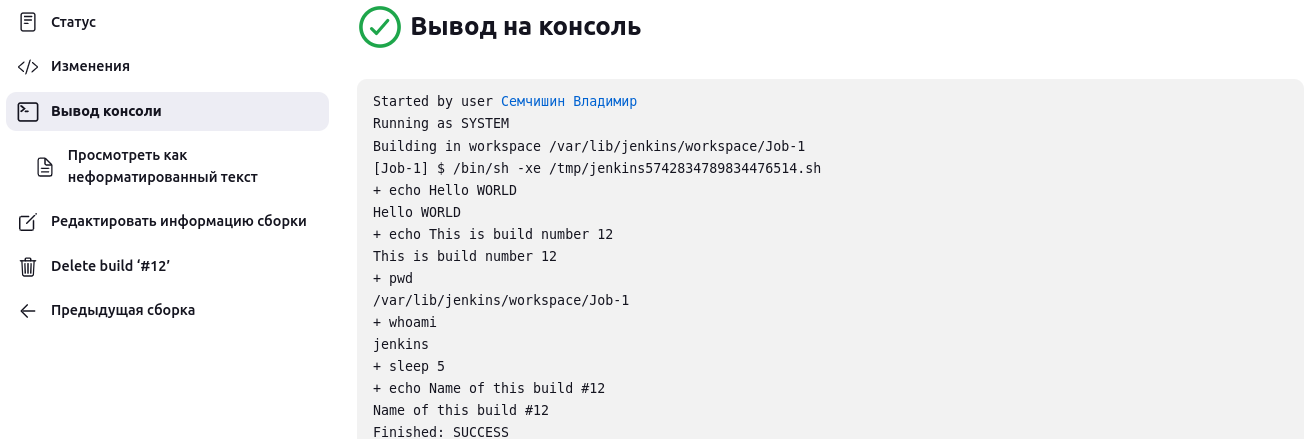 Статус
Изменения
Вывод консоли
Просмотреть как
неформатированный текст
Редактировать информацию сборки
Delete build ‘#12’
Предыдущая сборка
Вывод на консоль
Started by user Семчишин Владимир
Running as SYSTEM
Building in workspace /var/lib/jenkins/workspace/Job-1
[Job-1] $ /bin/sh -xe /tmp/jenkins5742834789834476514.sh
+ echo Hello WORLD
Hello WORLD
+ echo This is build number 12
This is build number 12
+ pwd
/var/lib/jenkins/workspace/Job-1
+ whoami
jenkins
+ sleep 5
+ echo Name of this build #12
Name of this build #12
Finished: SUCCESS